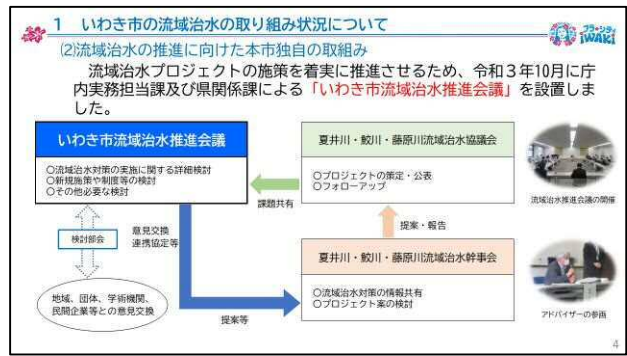 1 いわき市の流域治水の取り組み状況について
フラシティ
IWAKI
⑵流域治水の推進に向けた本市独自の取組み
流域治水プロジェクトの施策を着実に推進させるため、令和３年10月に庁
内実務担当課及び県関係課による「いわき市流域治水推進会議」を設置しま
した。
いわき市流域治水推進会議
○流域治水対策の実施に関する詳細検討
○新規施策や制度等の検討
○その他必要な検討
夏井川・鮫川・藤原川流域治水協議会
○プロジェクトの策定・公表
○フォローアップ
流域治水推進会議の開催
課題共有
検討部会
意見交換
連携協定等
提案・報告
夏井川・鮫川・藤原川流域治水幹事会
○流域治水対策の情報共有
○プロジェクト案の検討
地域、団体、学術機関、
民間企業等との意見交換
提案等
アドバイザーの参画
4